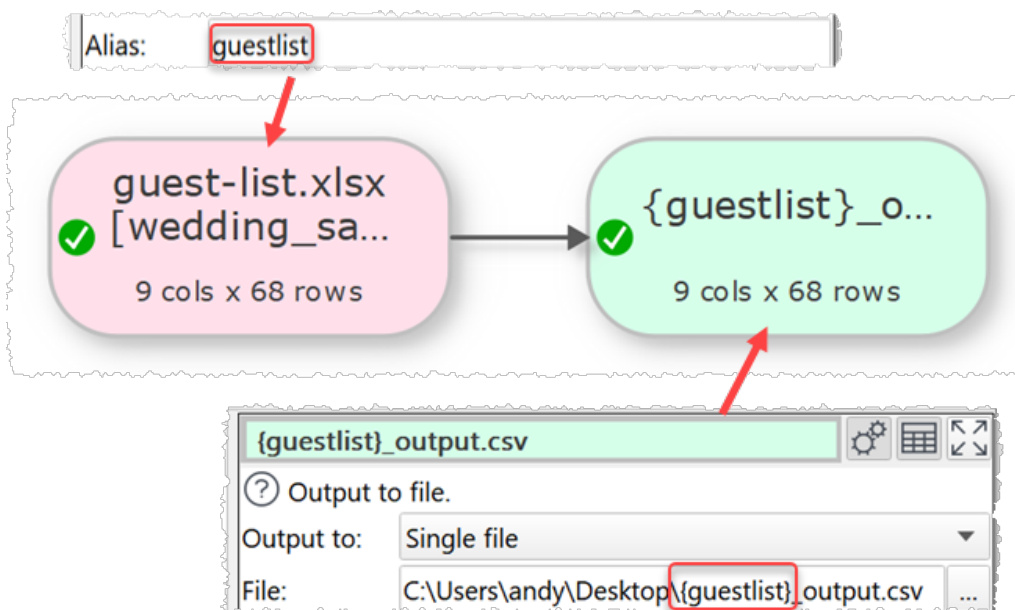 Alias: guestlist
guest-list.xlsx
[wedding_sa...
9 cols x 68 rows
{guestlist}_o...
9 cols x 68 rows
{guestlist}_output.csv
? Output to file.
Output to: Single file
File: C:\Users\andy\Desktop\{guestlist}_output.csv ...